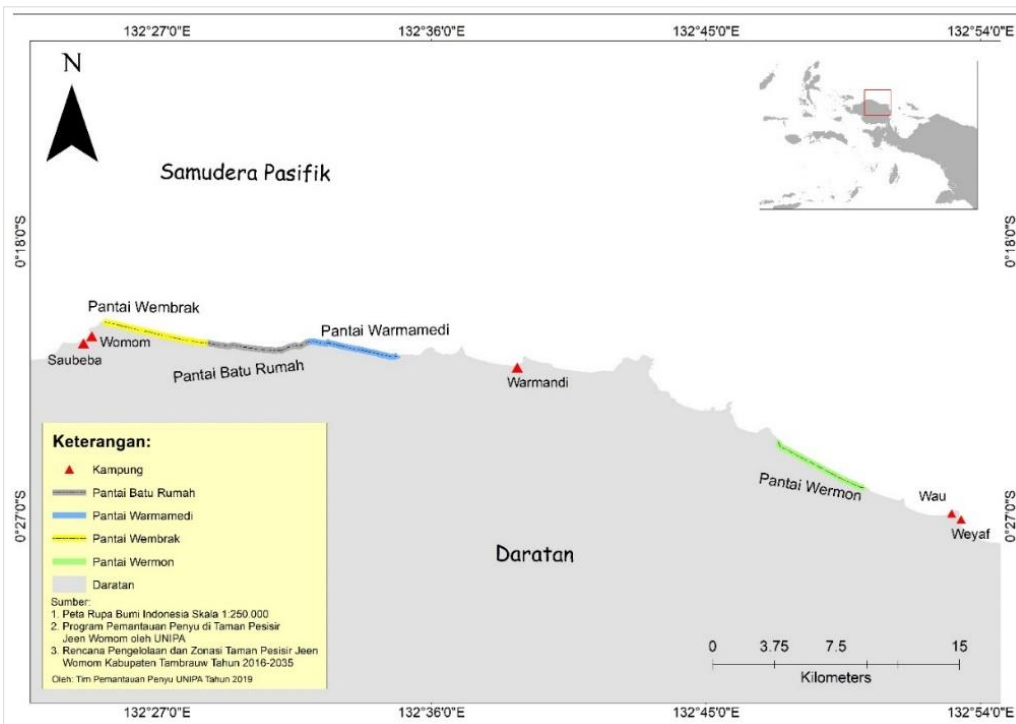 132°27'0"E 132°36'0"E 132°45'0"E 132°54'0"E
N
Samudera Pasifik
0°18'0"S 0°18'0"S
Pantai Wembrak
Pantai Warmamedi
Womom
Saubeba
Pantai Batu Rumah
Warmandi
Pantai Wermon
Wau
Weyaf
0°27'0"S 0°27'0"S
Daratan
Keterangan:
Kampung
Pantai Batu Rumah
Pantai Warmamedi
Pantai Wembrak
Pantai Wermon
Daratan
Sumber:
1. Peta Rupa Bumi Indonesia Skala 1:250.000
2. Program Pemantauan Penyu di Taman Pesisir
Jeen Womom oleh UNIPA
3. Rencana Pengelolaan dan Zonasi Taman Pesisir Jeen
Womom Kabupaten Tambrauw Tahun 2016-2035
Oleh: Tim Pemantauan Penyu UNIPA Tahun 2019
0 3.75 7.5 15
Kilometers
132°27'0"E 132°36'0"E 132°45'0"E 132°54'0"E